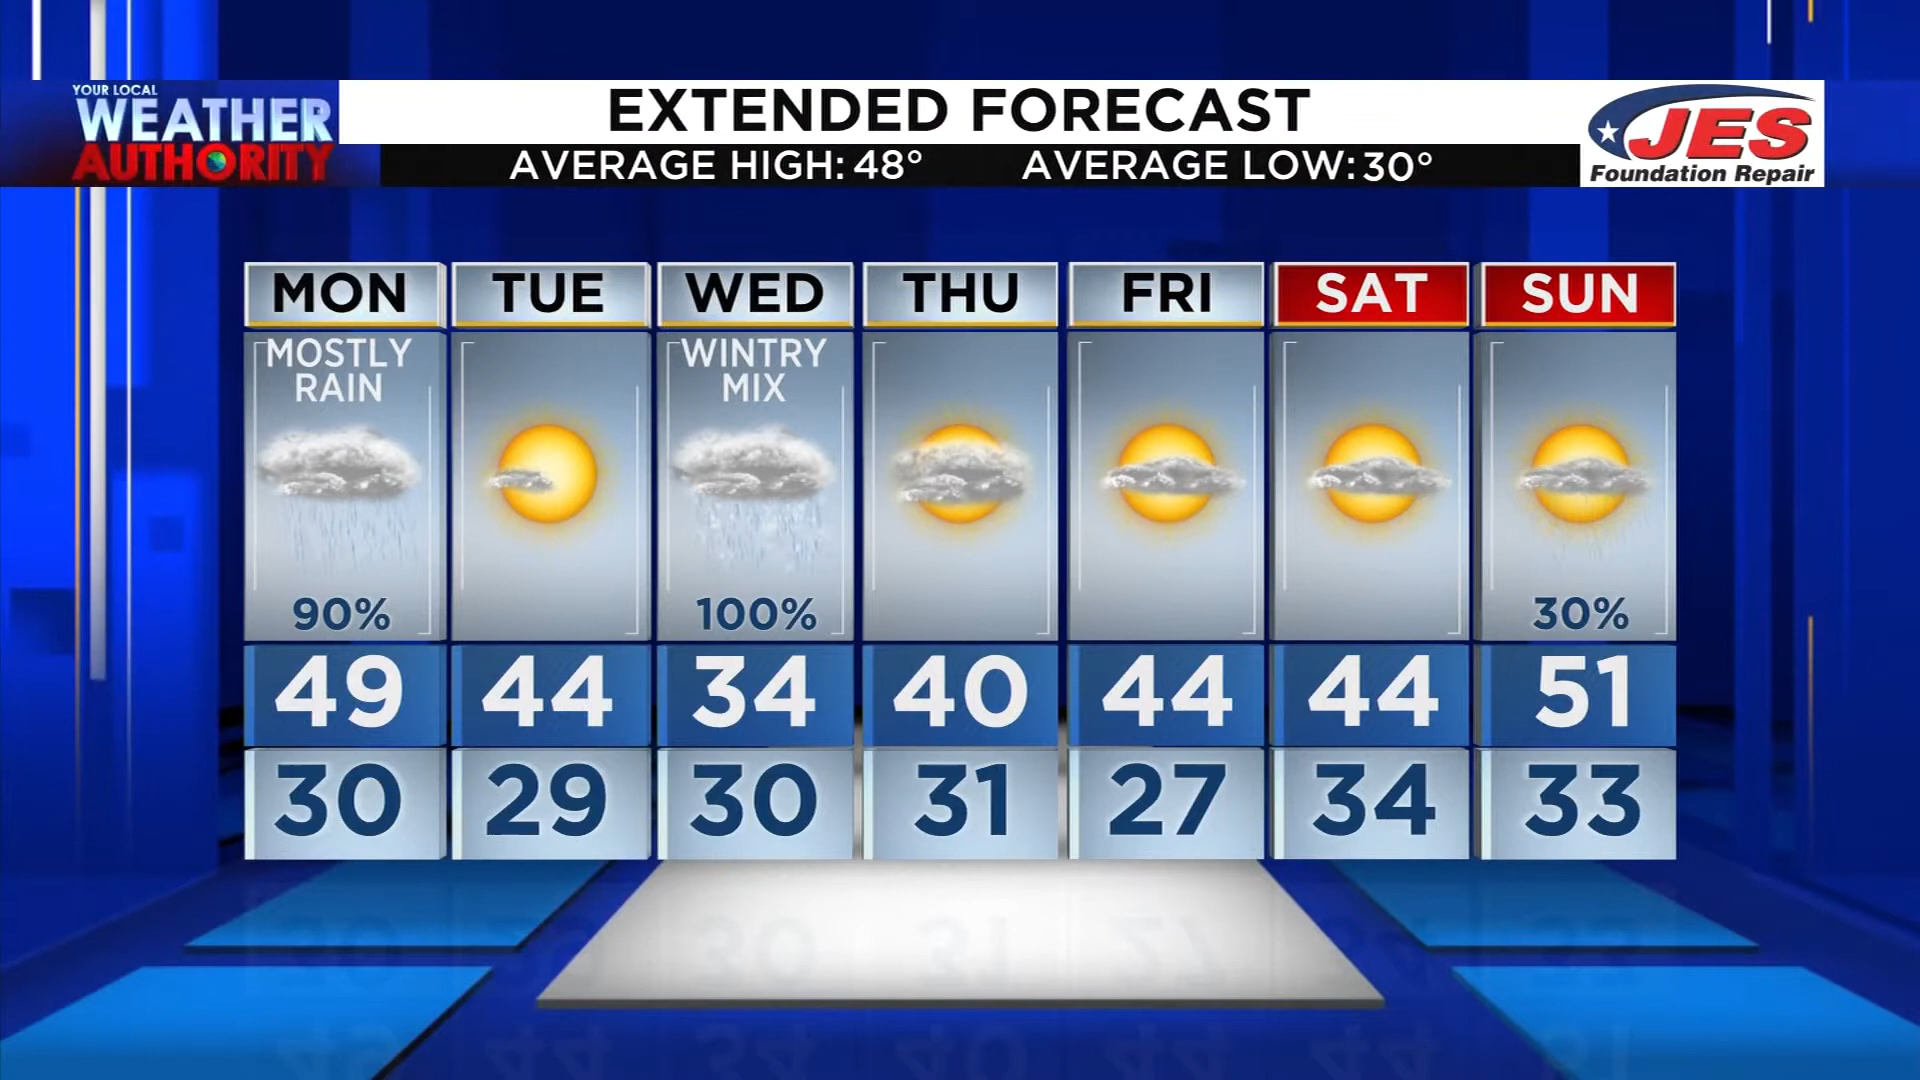 YOUR LOCAL
WEATHER
AUTHORITY
EXTENDED FORECAST
AVERAGE HIGH: 48° AVERAGE LOW: 30°
JES
Foundation Repair
MON TUE WED THU FRI SAT SUN
MOSTLY
RAIN
WINTRY
MIX
90% 100% 30%
49 44 34 40 44 44 51
30 29 30 31 27 34 33